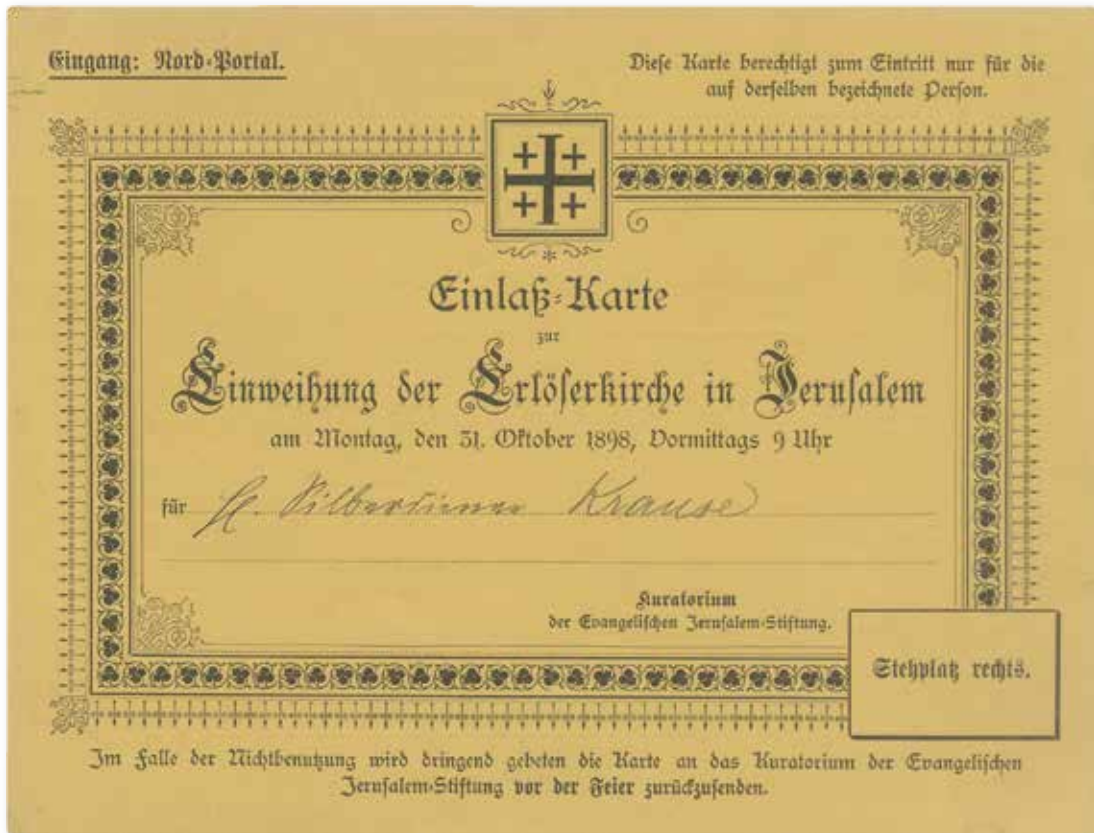 Eingang: Nord-Portal.
Diese Karte berechtigt zum Eintritt nur für die
auf derselben bezeichnete Person.
Einlaß-Karte
zur
Einweihung der Erlöserkirche in Jerusalem
am Montag, den 31. Oktober 1898, Vormittags 9 Uhr
für H. Silberdiener Krause
Kuratorium
der Evangelischen Jerusalem-Stiftung.
Stehplatz rechts.
Im Falle der Nichtbenutzung wird dringend gebeten die Karte an das Kuratorium der Evangelischen
Jerusalem-Stiftung vor der Feier zurückzusenden.